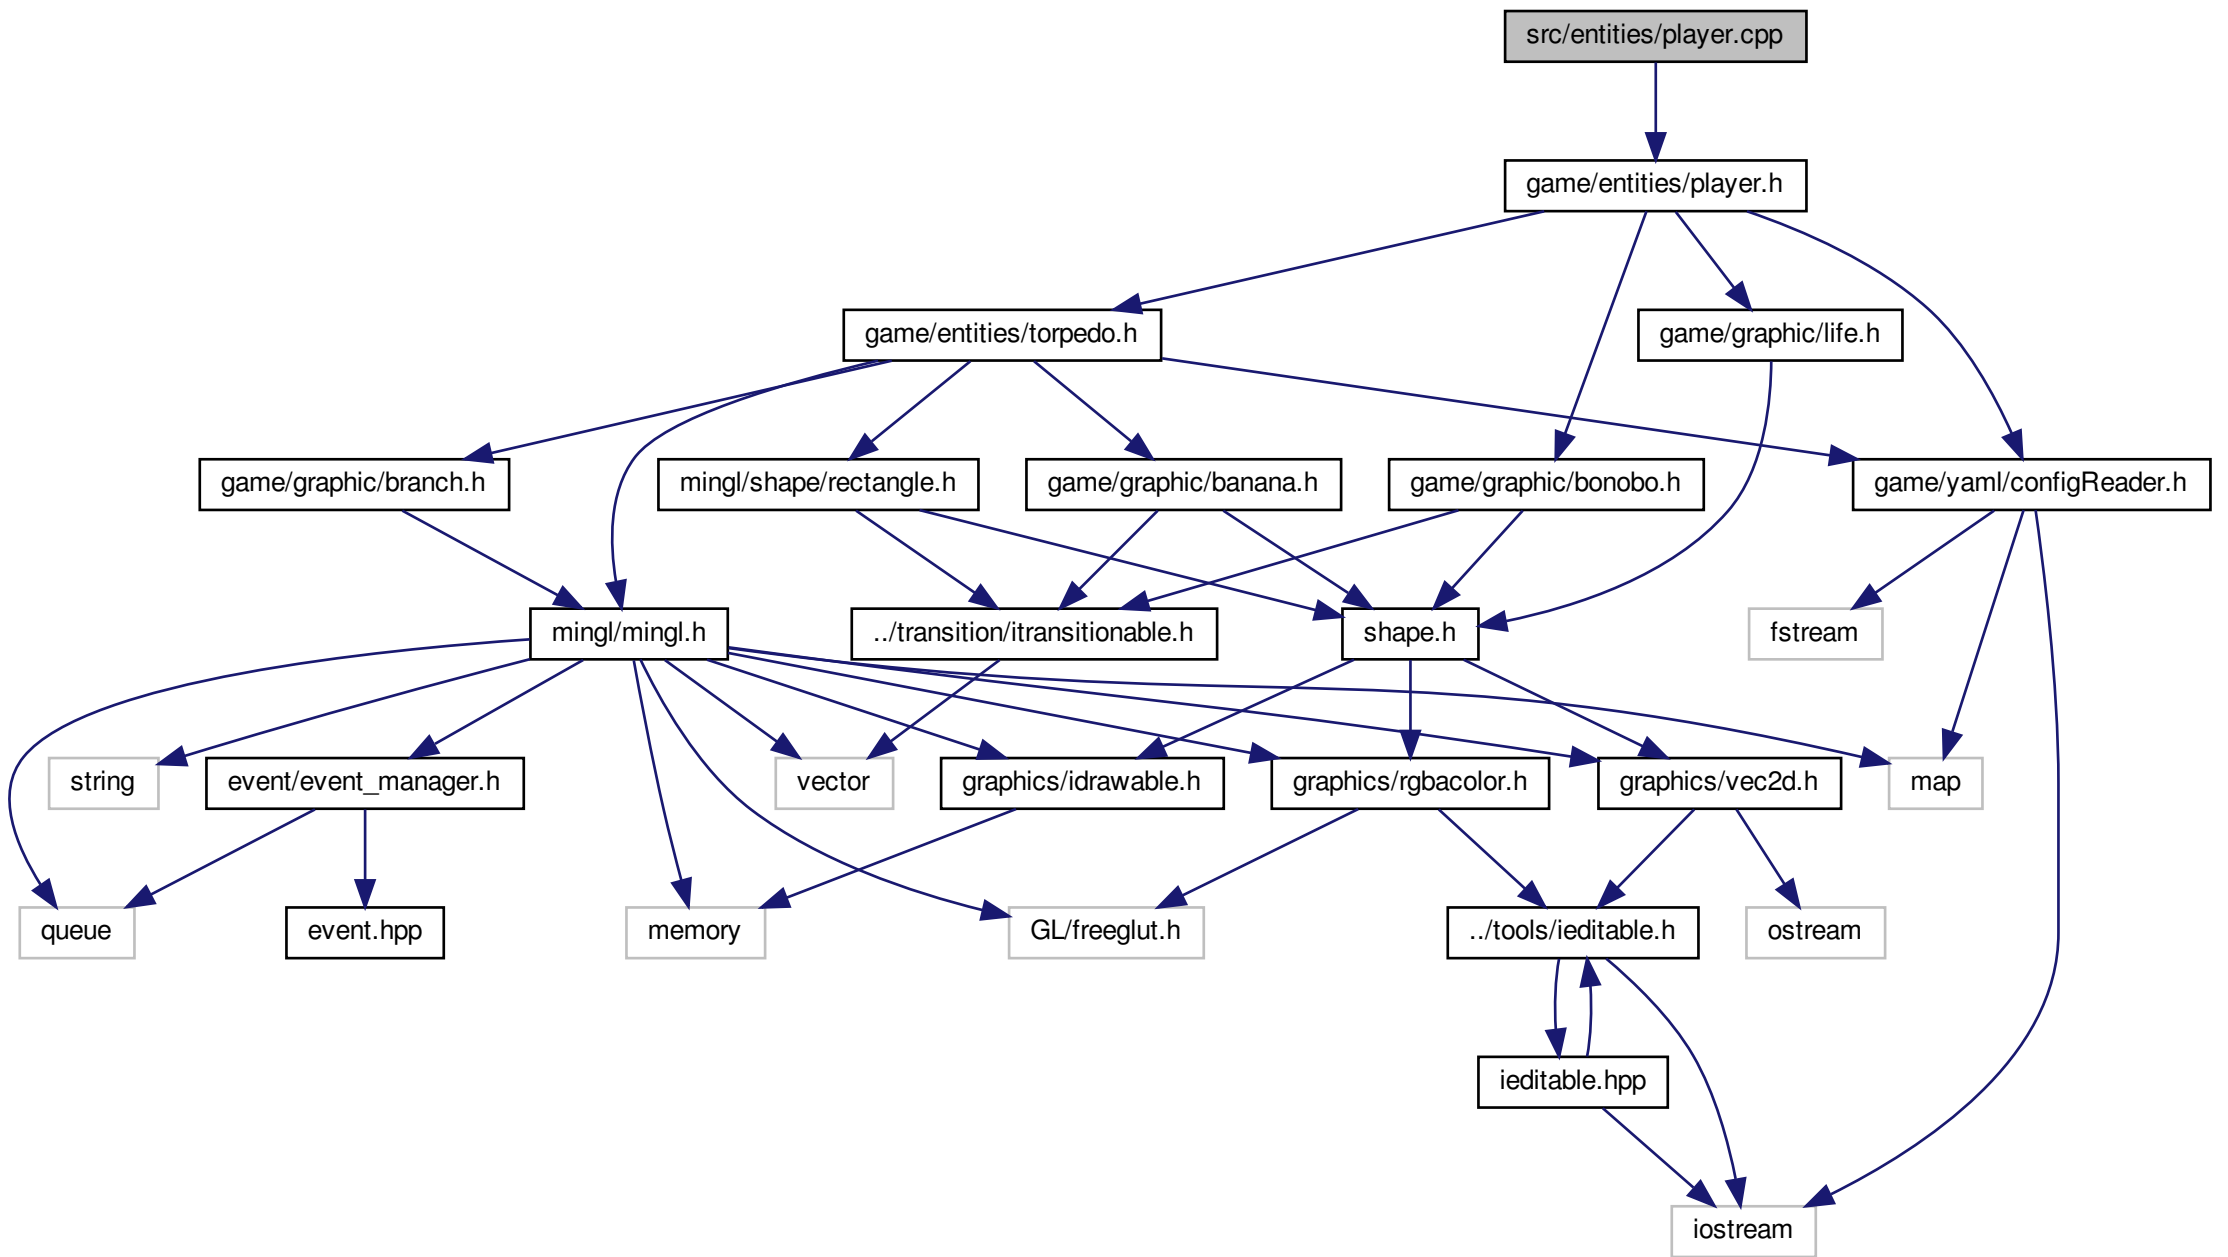 src/entities/player.cpp
game/entities/player.h
game/entities/torpedo.h
game/graphic/life.h
game/graphic/branch.h
mingl/shape/rectangle.h
game/graphic/banana.h
game/graphic/bonobo.h
game/yaml/configReader.h
mingl/mingl.h
../transition/itransitionable.h
shape.h
fstream
string
event/event_manager.h
vector
graphics/idrawable.h
graphics/rgbacolor.h
graphics/vec2d.h
map
queue
event.hpp
memory
GL/freeglut.h
../tools/ieditable.h
ostream
ieditable.hpp
iostream